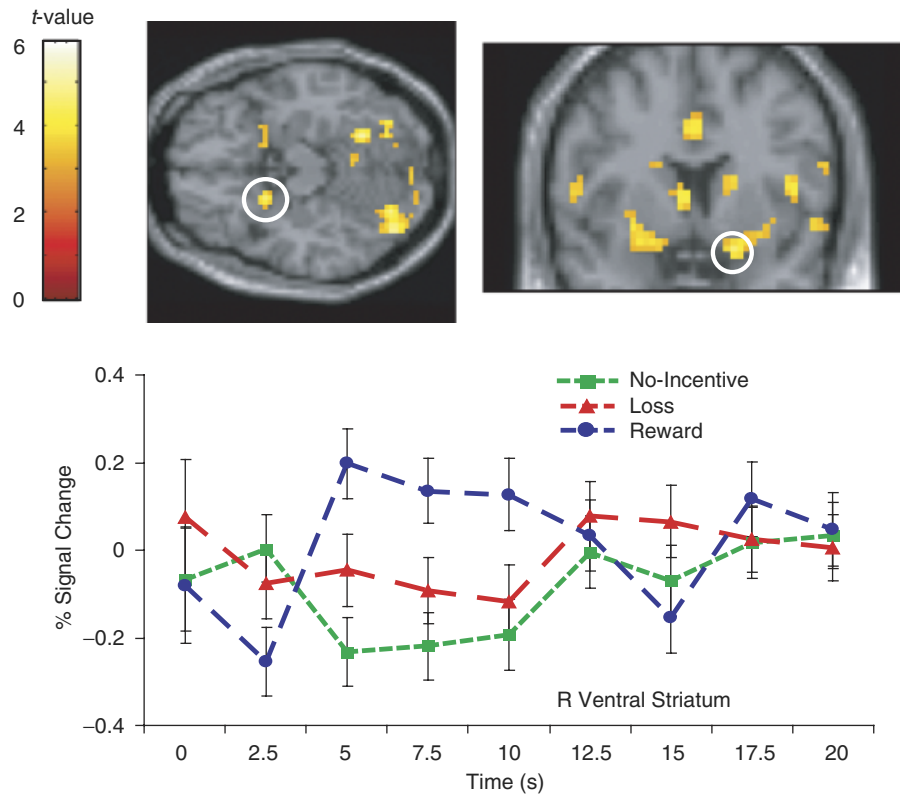 t-value
6
4
2
0
0.4
0.2
0
−0.2
−0.4
% Signal Change
No-Incentive
Loss
Reward
R Ventral Striatum
0 2.5 5 7.5 10 12.5 15 17.5 20
Time (s)